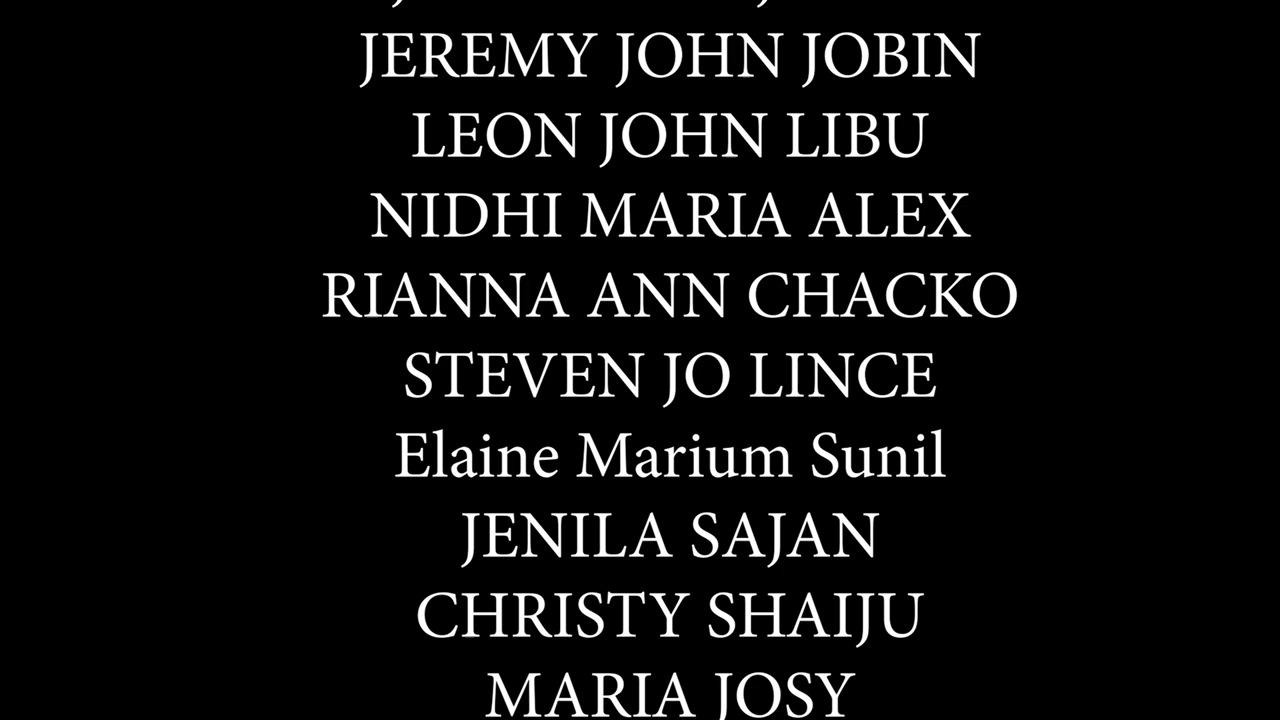 JEREMY JOHN JOBIN
LEON JOHN LIBU
NIDHI MARIA ALEX
RIANNA ANN CHACKO
STEVEN JO LINCE
Elaine Marium Sunil
JENILA SAJAN
CHRISTY SHAIJU
MARIA JOSY